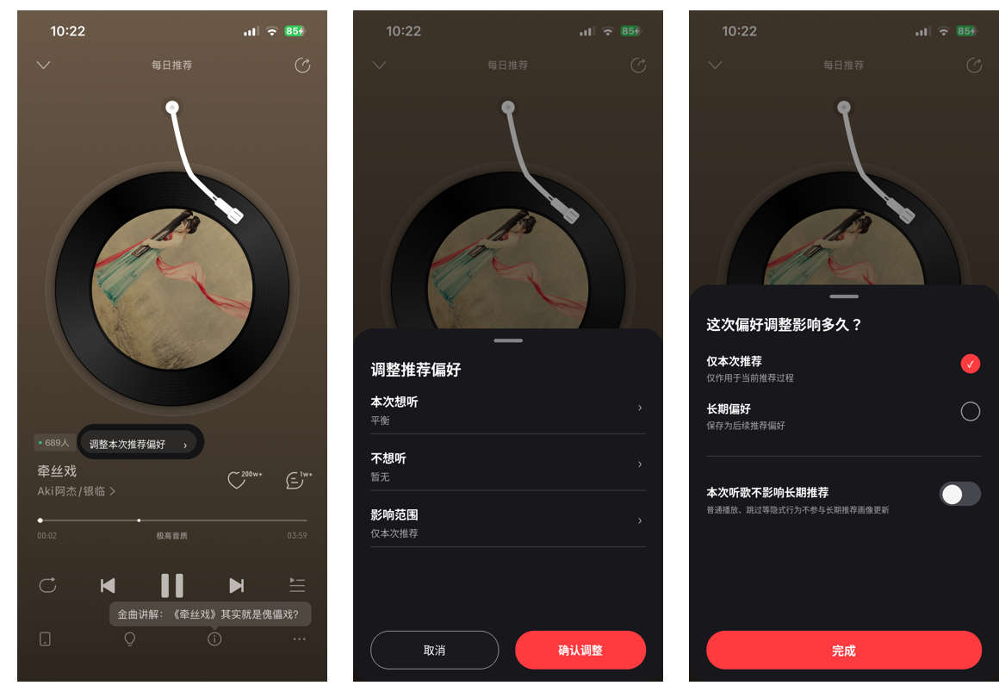 10:22
85
每日推荐
689人
调整本次推荐偏好 ›
牵丝戏
200w+
1w+
Aki阿杰/银临 >
00:02
极高音质
03:59
金曲讲解：《牵丝戏》其实就是傀儡戏？
10:22
85
每日推荐
调整推荐偏好
本次想听
平衡
不想听
暂无
影响范围
仅本次推荐
取消
确认调整
10:22
85
每日推荐
这次偏好调整影响多久？
仅本次推荐
仅作用于当前推荐过程
长期偏好
保存为后续推荐偏好
本次听歌不影响长期推荐
普通播放、跳过等隐式行为不参与长期推荐画像更新
完成